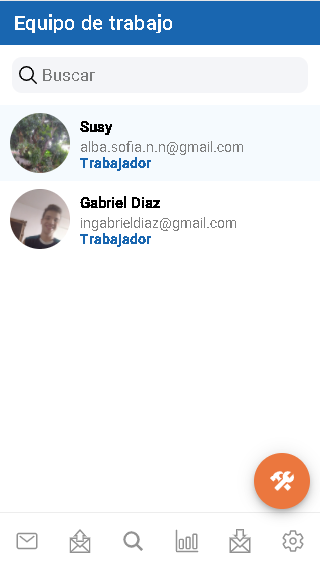 Equipo de trabajo
Buscar
Susy
alba.sofia.n.n@gmail.com
Trabajador
Gabriel Diaz
ingabrieldiaz@gmail.com
Trabajador